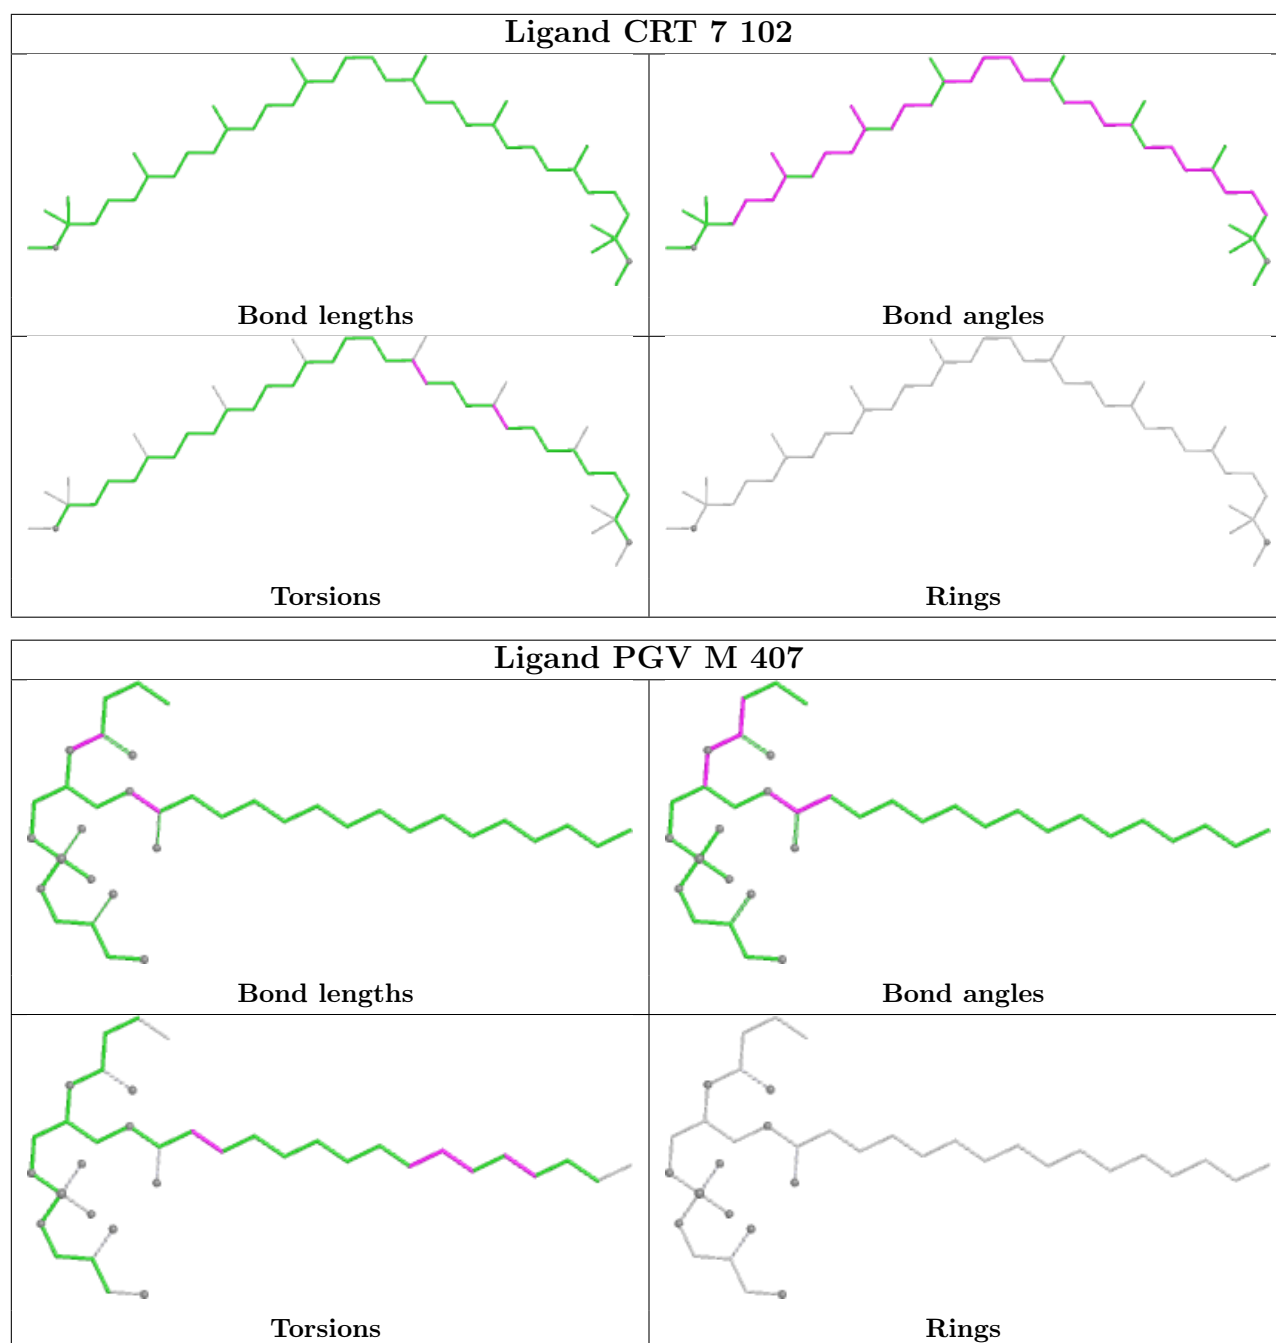 Ligand CRT 7 102
Bond lengths
Bond angles
Torsions
Rings
Ligand PGV M 407
Bond lengths
Bond angles
Torsions
Rings